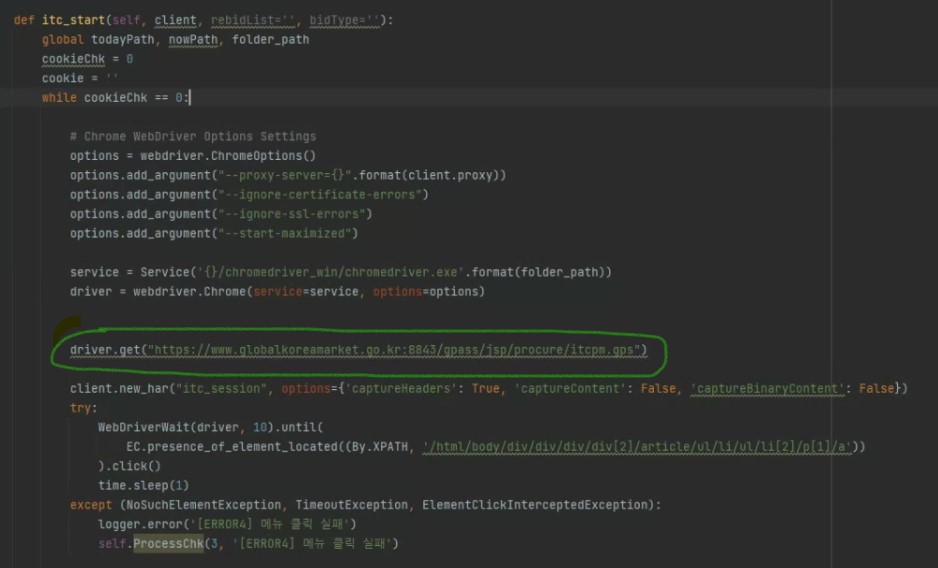 def itc_start(self, client, rebidList='', bidType=''):
global todayPath, nowPath, folder_path
cookieChk = 0
cookie = ''
while cookieChk == 0:
# Chrome WebDriver Options Settings
options = webdriver.ChromeOptions()
options.add_argument("--proxy-server={}".format(client.proxy))
options.add_argument("--ignore-certificate-errors")
options.add_argument("--ignore-ssl-errors")
options.add_argument("--start-maximized")
service = Service('{}/chromedriver_win/chromedriver.exe'.format(folder_path))
driver = webdriver.Chrome(service=service, options=options)
driver.get("https://www.globalkoreamarket.go.kr:8843/gpass/jsp/procure/itcpm.gps")
client.new_har("itc_session", options={'captureHeaders': True, 'captureContent': False, 'captureBinaryContent': False})
try:
WebDriverWait(driver, 10).until(
EC.presence_of_element_located((By.XPATH, '/html/body/div/div/div/div[2]/article/ul/li/ul/li[2]/p[1]/a'))
).click()
time.sleep(1)
except (NoSuchElementException, TimeoutException, ElementClickInterceptedException):
logger.error('[ERROR4] 메뉴 클릭 실패')
self.ProcessChk(3, '[ERROR4] 메뉴 클릭 실패')